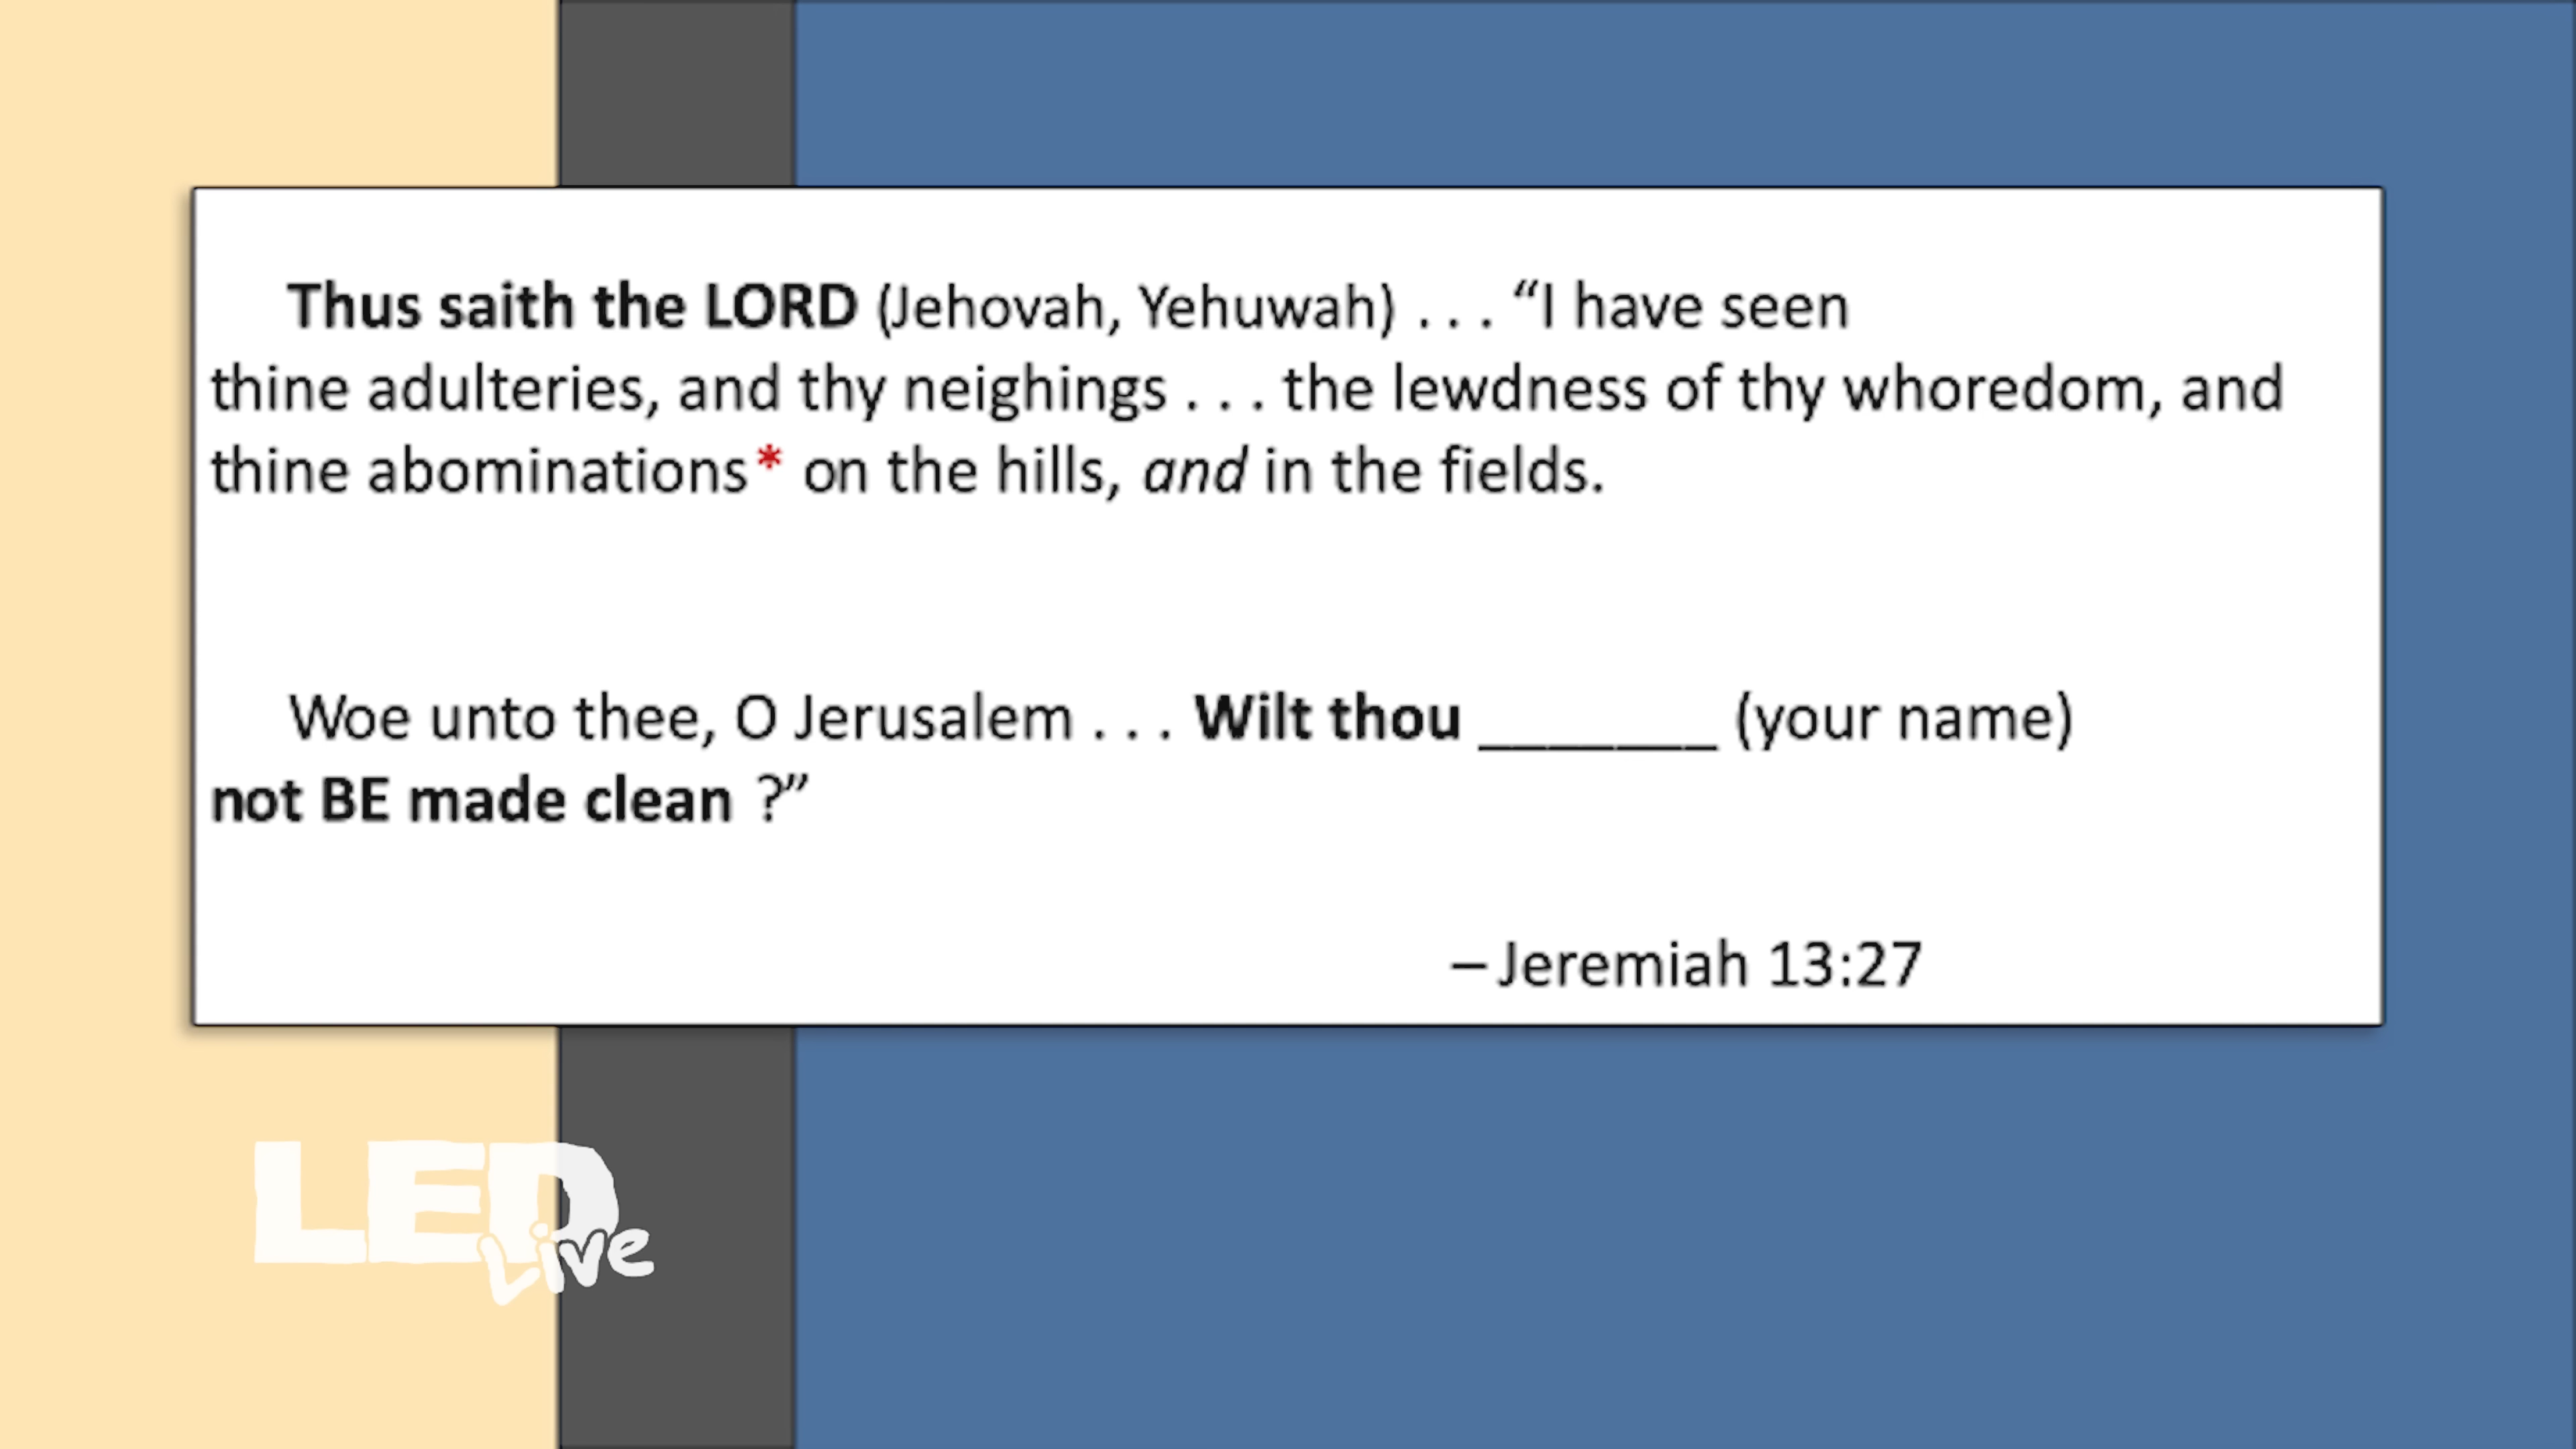 Thus saith the LORD (Jehovah, Yehuwah) . . . “I have seen
thine adulteries, and thy neighings . . . the lewdness of thy whoredom, and
thine abominations* on the hills, and in the fields.
Woe unto thee, O Jerusalem . . . Wilt thou _______ (your name)
not BE made clean ?”
– Jeremiah 13:27
LED
Live